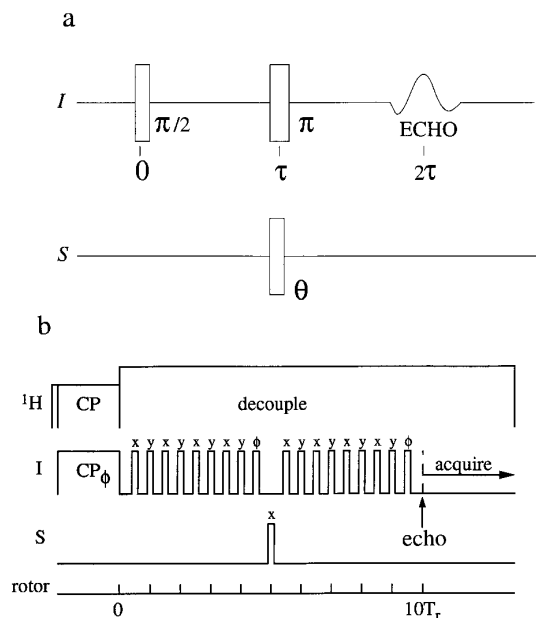 a
I
π/2
π
ECHO
0
τ
2τ
S
θ
b
¹H
CP
decouple
x y x y x y x y ϕ x y x y x y x y ϕ
I
CPϕ
acquire
x
echo
S
rotor
0
10Tr